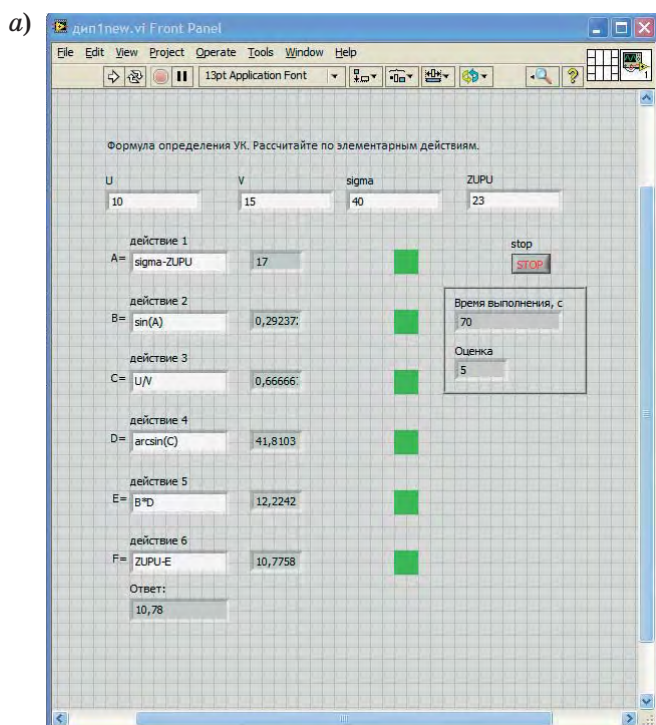 а)
дип1new.vi Front Panel
File Edit View Project Operate Tools Window Help
13pt Application Font
1
Формула определения УК. Рассчитайте по элементарным действиям.
U V sigma ZUPU
10 15 40 23
действие 1 stop
A= sigma-ZUPU 17 STOP
действие 2 Время выполнения, с
B= sin(A) 0,29237 70
действие 3 Оценка
C= U/V 0,66666 5
действие 4
D= arcsin(C) 41,8103
действие 5
E= B*D 12,2242
действие 6
F= ZUPU-E 10,7758
Ответ:
10,78